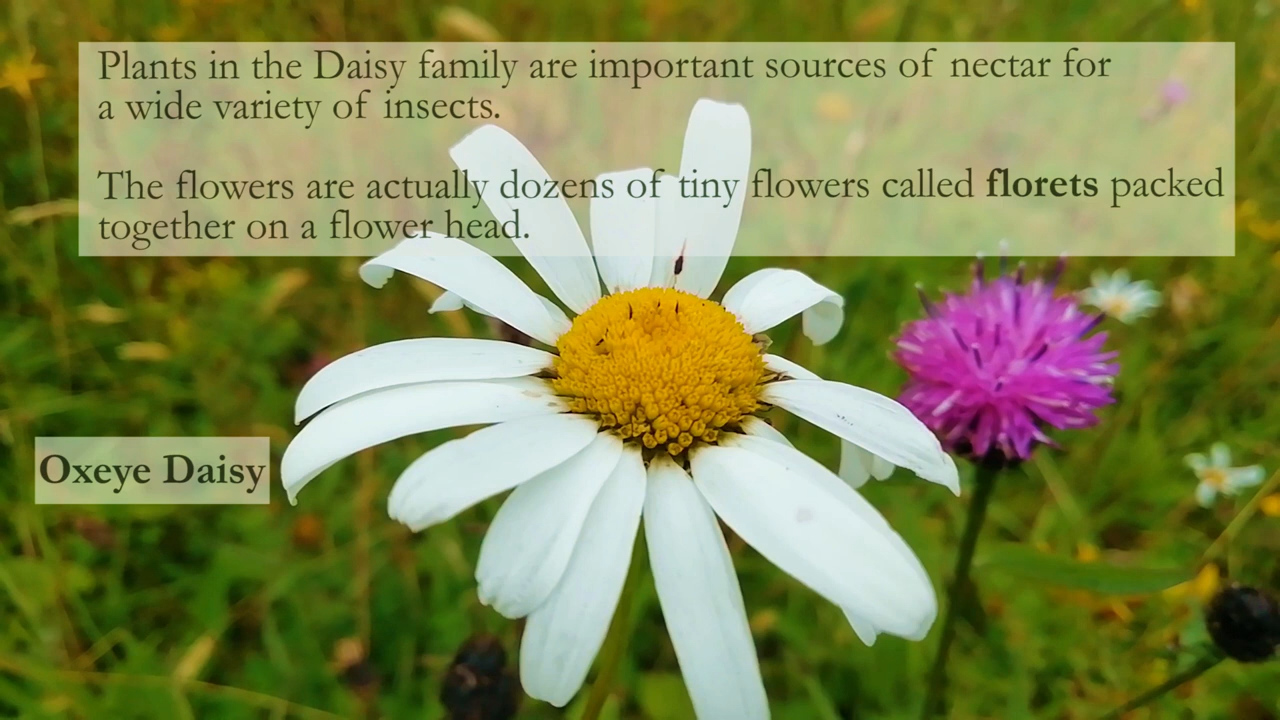 Plants in the Daisy family are important sources of nectar for
a wide variety of insects.
The flowers are actually dozens of tiny flowers called florets packed
together on a flower head.
Oxeye Daisy